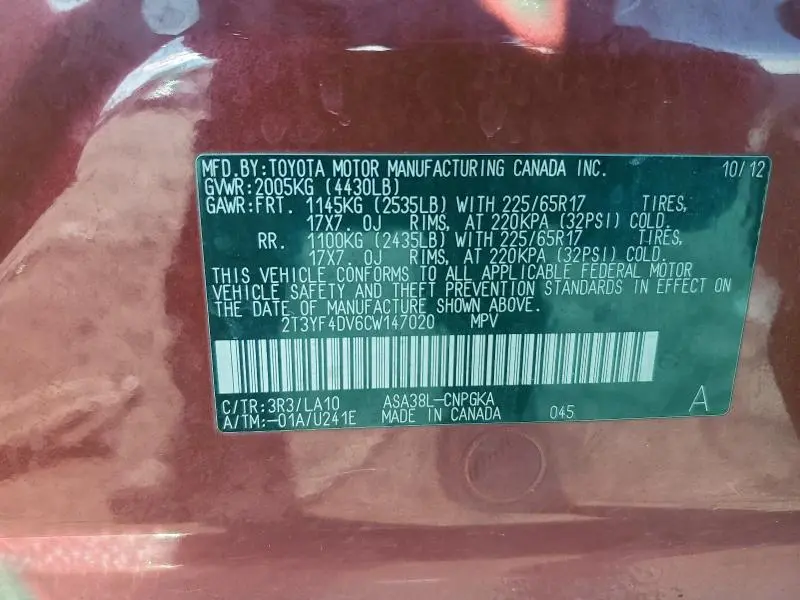 MFD.BY:TOYOTA MOTOR MANUFACTURING CANADA INC. 10/12
GVWR:2005KG (4430LB)
GAWR:FRT. 1145KG (2535LB) WITH 225/65R17 TIRES,
17X7. 0J RIMS, AT 220KPA (32PSI) COLD.
RR. 1100KG (2435LB) WITH 225/65R17 TIRES,
17X7. 0J RIMS, AT 220KPA (32PSI) COLD.
THIS VEHICLE CONFORMS TO ALL APPLICABLE FEDERAL MOTOR
VEHICLE SAFETY AND THEFT PREVENTION STANDARDS IN EFFECT ON
THE DATE OF MANUFACTURE SHOWN ABOVE.
2T3YF4DV6CW147020 MPV
C/TR:3R3/LA10 ASA38L-CNPGKA
A/TM:-01A/U241E MADE IN CANADA 045 A